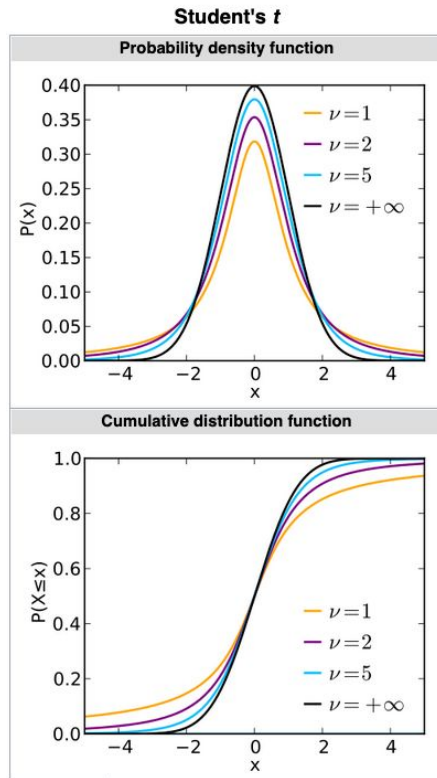 Student's t
Probability density function
0.40
0.35
0.30
0.25
0.20
0.15
0.10
0.05
0.00
P(x)
ν=1
ν=2
ν=5
ν=+∞
−4 −2 0 2 4
x
Cumulative distribution function
1.0
0.8
0.6
0.4
0.2
0.0
P(X≤x)
ν=1
ν=2
ν=5
ν=+∞
−4 −2 0 2 4
x